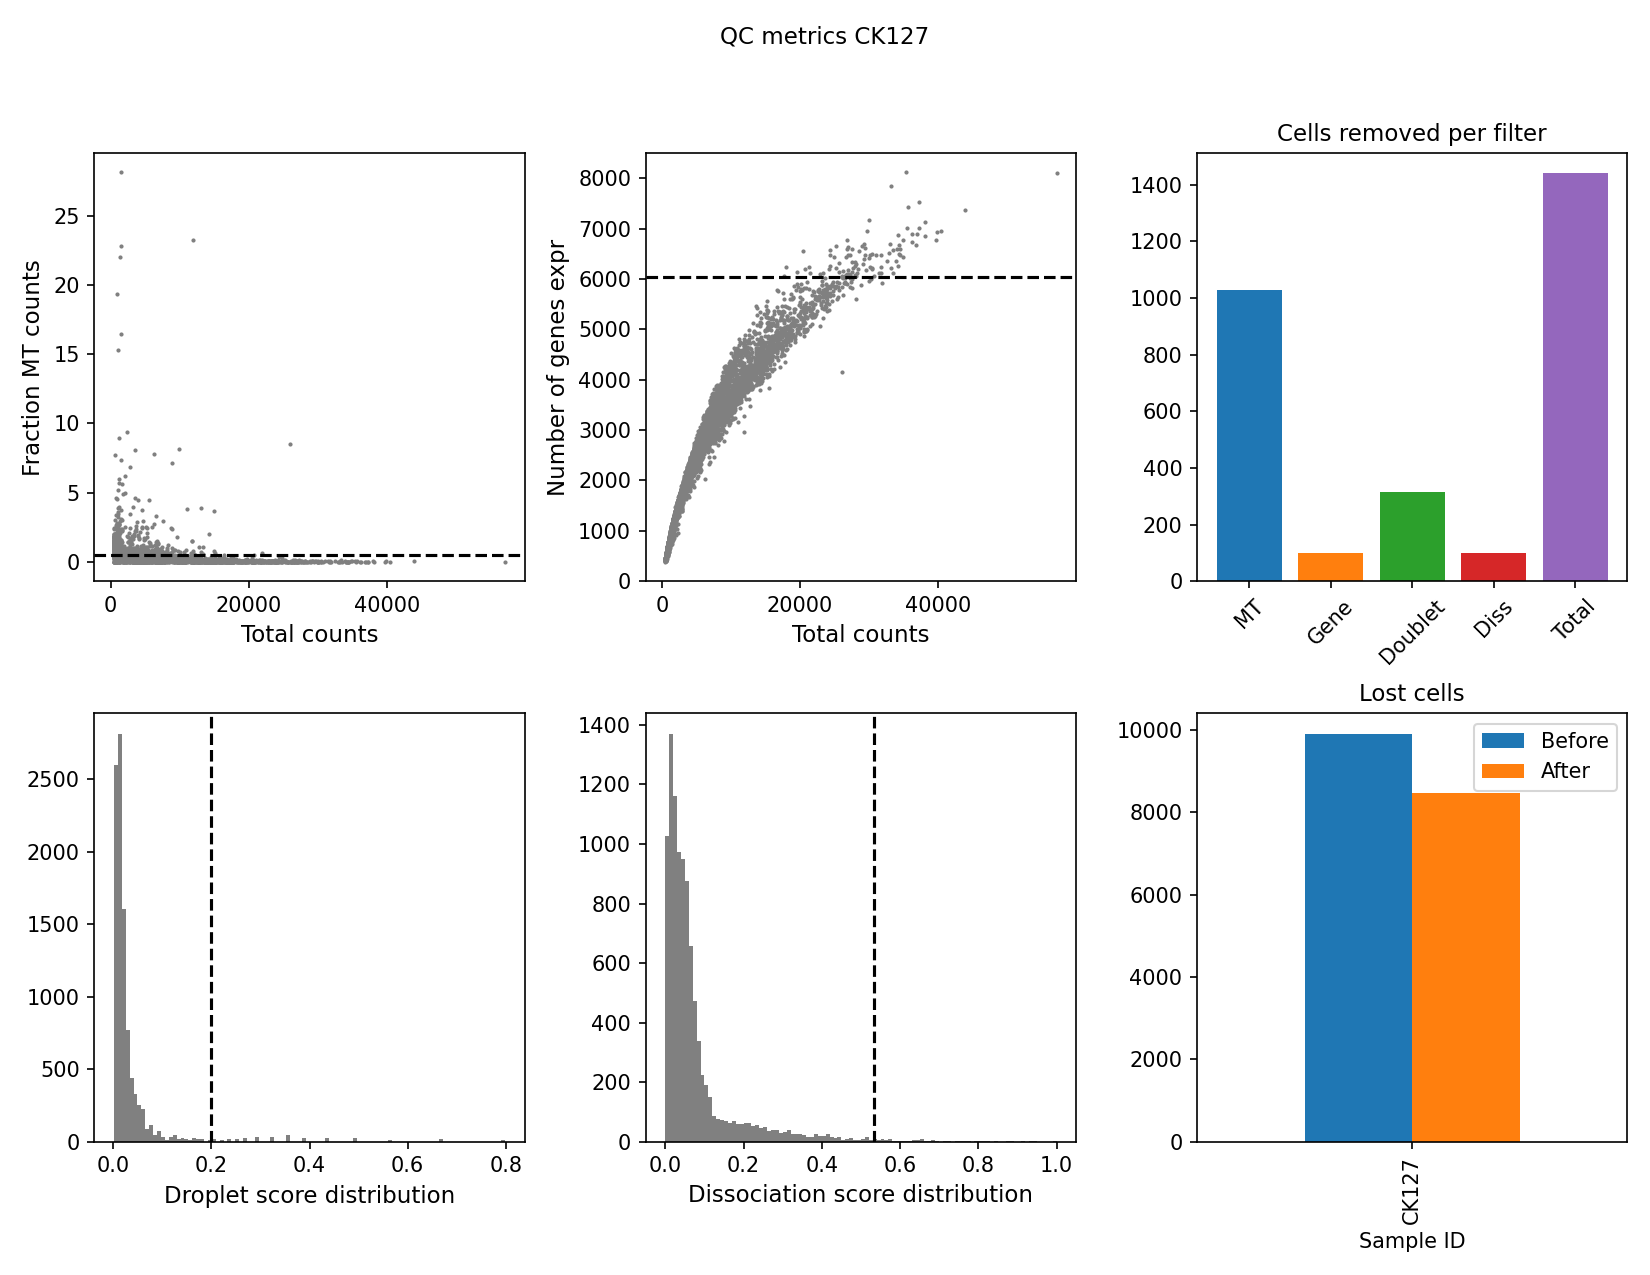 QC metrics CK127
25
20
15
10
5
0
Fraction MT counts
0 20000 40000
Total counts
8000
7000
6000
5000
4000
3000
2000
1000
0
Number of genes expr
0 20000 40000
Total counts
Cells removed per filter
1400
1200
1000
800
600
400
200
0
MT Gene Doublet Diss Total
2500
2000
1500
1000
500
0
0.0 0.2 0.4 0.6 0.8
Droplet score distribution
1400
1200
1000
800
600
400
200
0
0.0 0.2 0.4 0.6 0.8 1.0
Dissociation score distribution
Lost cells
10000
8000
6000
4000
2000
0
Before
After
CK127
Sample ID